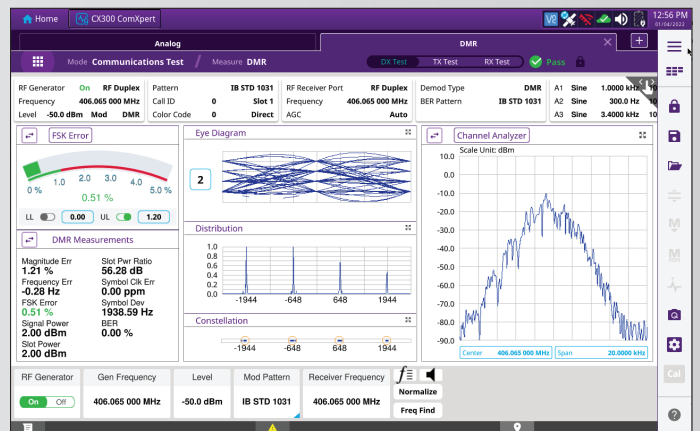 Home CX300 ComXpert 12:56 PM
01/04/2022
Analog DMR
Mode Communications Test / Measure DMR DX Test TX Test RX Test Pass
RF Generator On RF Duplex Pattern IB STD 1031 RF Receiver Port RF Duplex Demod Type DMR A1 Sine 1.0000 kHz 10
Frequency 406.065 000 MHz Call ID 0 Slot 1 Frequency 406.065 000 MHz BER Pattern IB STD 1031 A2 Sine 300.0 Hz 10
Level -50.0 dBm Mod DMR Color Code 0 Direct AGC Auto A3 Sine 3.4000 kHz 10
FSK Error
0 % 1.0 2.0 3.0 4.0 5.0 %
0.51 %
LL 0.00 UL 1.20
DMR Measurements
Magnitude Err Slot Pwr Ratio
1.21 % 56.28 dB
Frequency Err Symbol Clk Err
-0.28 Hz 0.00 ppm
FSK Error Symbol Dev
0.51 % 1938.59 Hz
Signal Power BER
2.00 dBm 0.00 %
Slot Power
2.00 dBm
Eye Diagram
2
Distribution
1.0
0.8
0.6
0.4
0.2
0.0
-1944 -648 648 1944
Constellation
-1944 -648 648 1944
Channel Analyzer
Scale Unit: dBm
10.0
0.0
-10.0
-20.0
-30.0
-40.0
-50.0
-60.0
-70.0
-80.0
-90.0
Center 406.065 000 MHz Span 20.0000 kHz
RF Generator Gen Frequency Level Mod Pattern Receiver Frequency
On Off 406.065 000 MHz -50.0 dBm IB STD 1031 406.065 000 MHz
Normalize
Freq Find
M
M
Cal